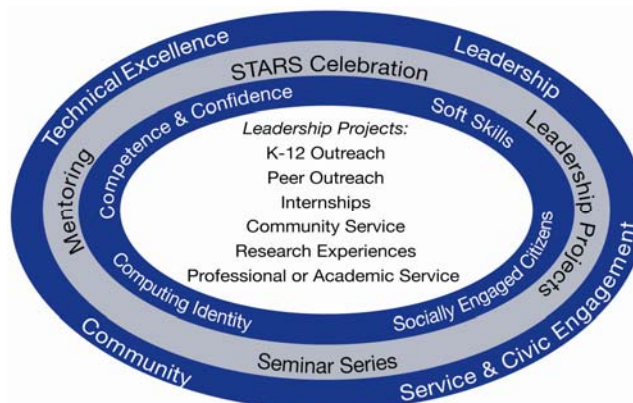 Technical Excellence
Leadership
STARS Celebration
Competence & Confidence
Soft Skills
Mentoring
Leadership Projects
Leadership Projects:
K-12 Outreach
Peer Outreach
Internships
Community Service
Research Experiences
Professional or Academic Service
Computing Identity
Socially Engaged Citizens
Community
Seminar Series
Service & Civic Engagement